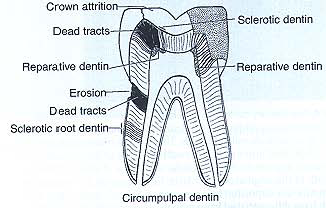 Crown attrition
Sclerotic dentin
Dead tracts
Reparative dentin
Reparative dentin
Erosion
Dead tracts
Sclerotic root dentin
Circumpulpal dentin